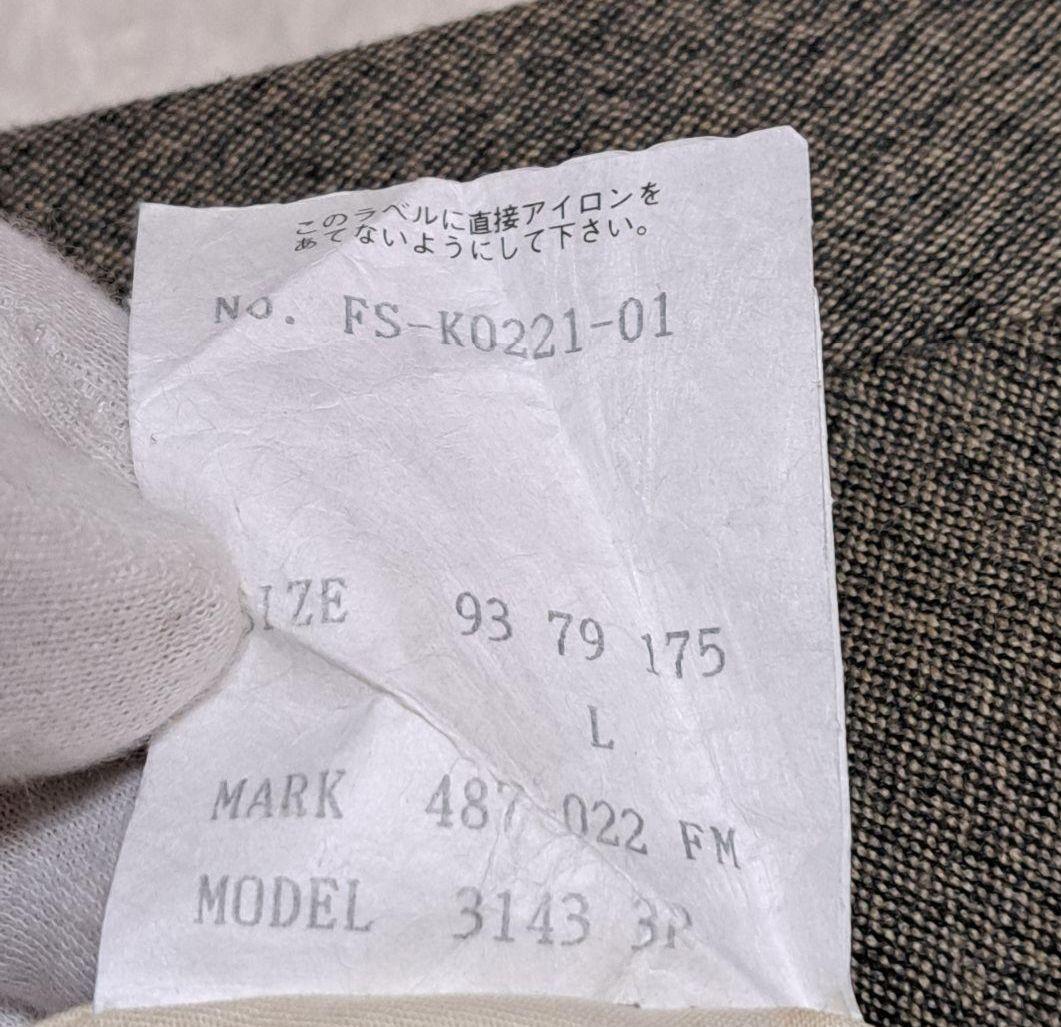 このラベルに直接アイロンを
あてないようにして下さい。
NO. FS-K0221-01
SIZE 93 79 175
L
MARK 487 022 FM
MODEL 3143 3R